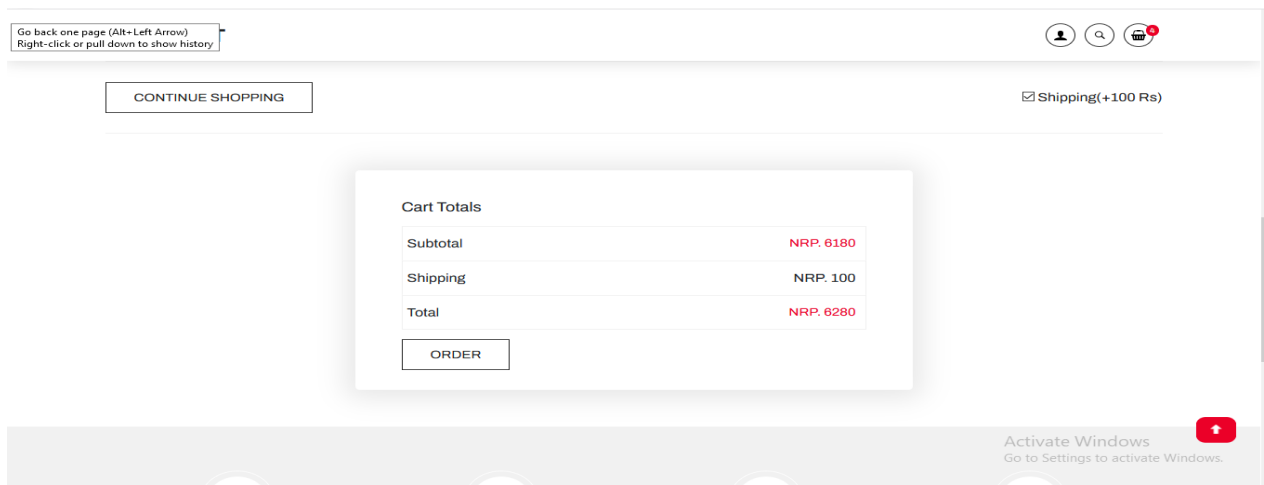 Go back one page (Alt+Left Arrow)
Right-click or pull down to show history
4
CONTINUE SHOPPING
Shipping(+100 Rs)
Cart Totals
Subtotal NRP. 6180
Shipping NRP. 100
Total NRP. 6280
ORDER
Activate Windows
Go to Settings to activate Windows.